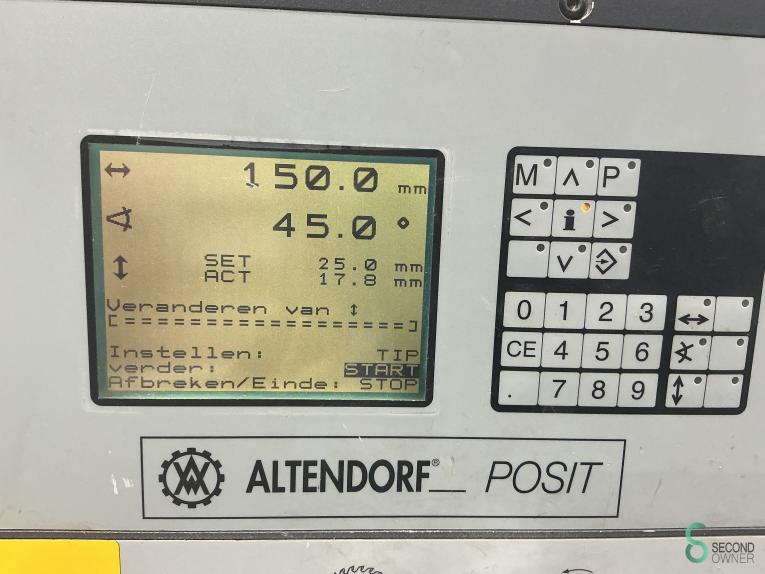 150.0 mm
45.0 °
SET 25.0 mm
ACT 17.8 mm
Veranderen van ↕
[==================]
Instellen: TIP
verder: START
Afbreken/Einde: STOP
M ∧ P
< i >
∨
0 1 2 3
CE 4 5 6
. 7 8 9
ALTENDORF® POSIT
SECOND
OWNER